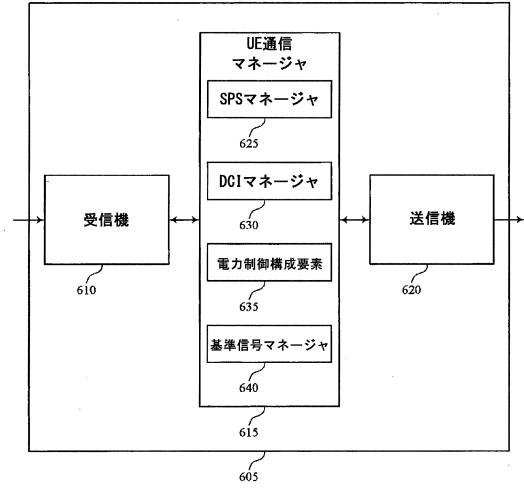 UE通信
マネージャ
SPSマネージャ
625
DCIマネージャ
630
受信機
610
送信機
620
電力制御構成要素
635
基準信号マネージャ
640
615
605